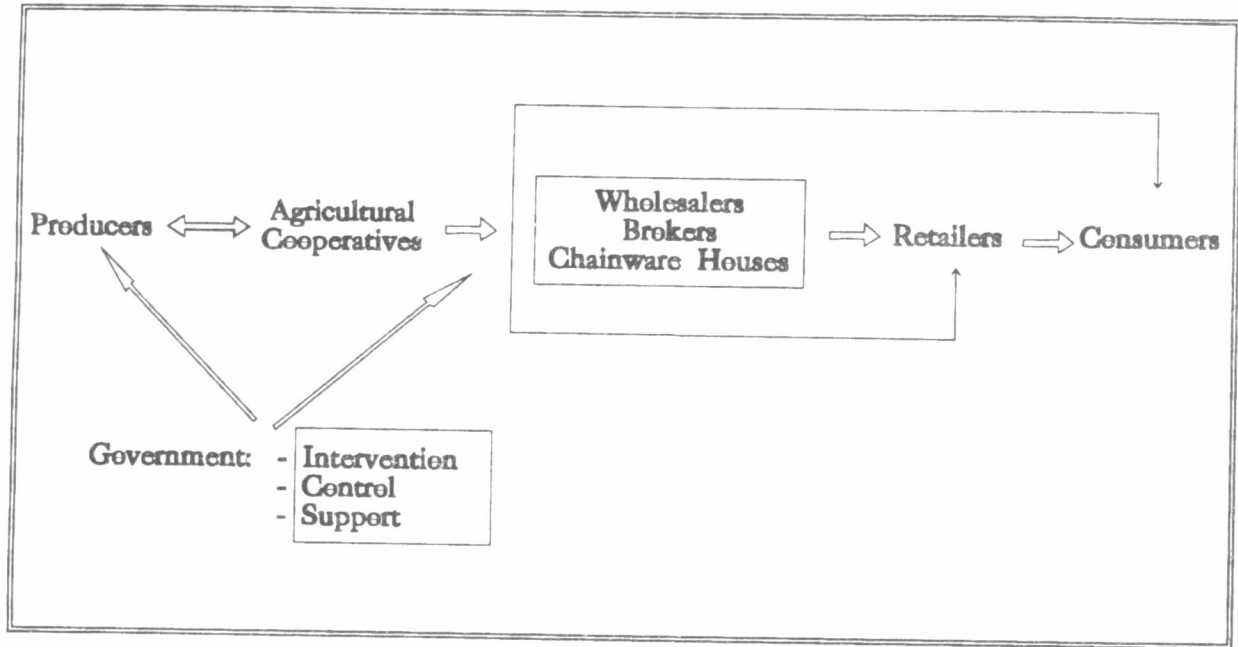 Producers
Agricultural
Cooperatives
Wholesalers
Brokers
Chainware Houses
Retailers
Consumers
Government:
- Intervention
- Control
- Support